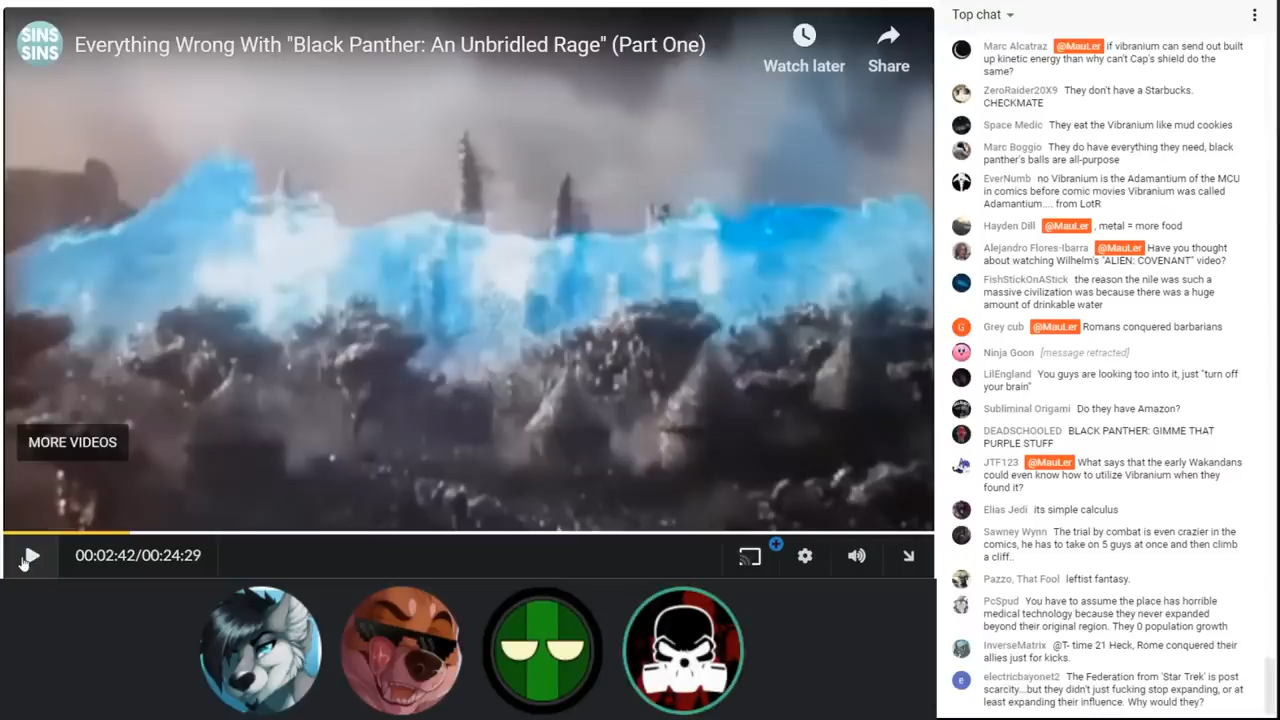 SINS
SINS
Everything Wrong With "Black Panther: An Unbridled Rage" (Part One)
Watch later
Share
MORE VIDEOS
00:02:42/00:24:29
Top chat
Marc Alcatraz @MauLer if vibranium can send out built
up kinetic energy than why can't Cap's shield do the
same?
ZeroRaider20X9 They don't have a Starbucks.
CHECKMATE
Space Medic They eat the Vibranium like mud cookies
Marc Boggio They do have everything they need, black
panther's balls are all-purpose
EverNumb no Vibranium is the Adamantium of the MCU
in comics before comic movies Vibranium was called
Adamantium.... from LotR
Hayden Dill @MauLer , metal = more food
Alejandro Flores-Ibarra @MauLer Have you thought
about watching Wilhelm's "ALIEN: COVENANT" video?
FishStickOnAStick the reason the nile was such a
massive civilization was because there was a huge
amount of drinkable water
G
Grey cub @MauLer Romans conquered barbarians
Ninja Goon [message retracted]
LilEngland You guys are looking too into it, just "turn off
your brain"
Subliminal Origami Do they have Amazon?
DEADSCHOOLED BLACK PANTHER: GIMME THAT
PURPLE STUFF
JTF123 @MauLer What says that the early Wakandans
could even know how to utilize Vibranium when they
found it?
Elias Jedi its simple calculus
Sawney Wynn The trial by combat is even crazier in the
comics, he has to take on 5 guys at once and then climb
a cliff..
Pazzo, That Fool leftist fantasy.
PcSpud You have to assume the place has horrible
medical technology because they never expanded
beyond their original region. They 0 population growth
InverseMatrix @T- time 21 Heck, Rome conquered their
allies just for kicks.
e
electricbayonet2 The Federation from 'Star Trek' is post
scarcity...but they didn't just fucking stop expanding, or at
least expanding their influence. Why would they?